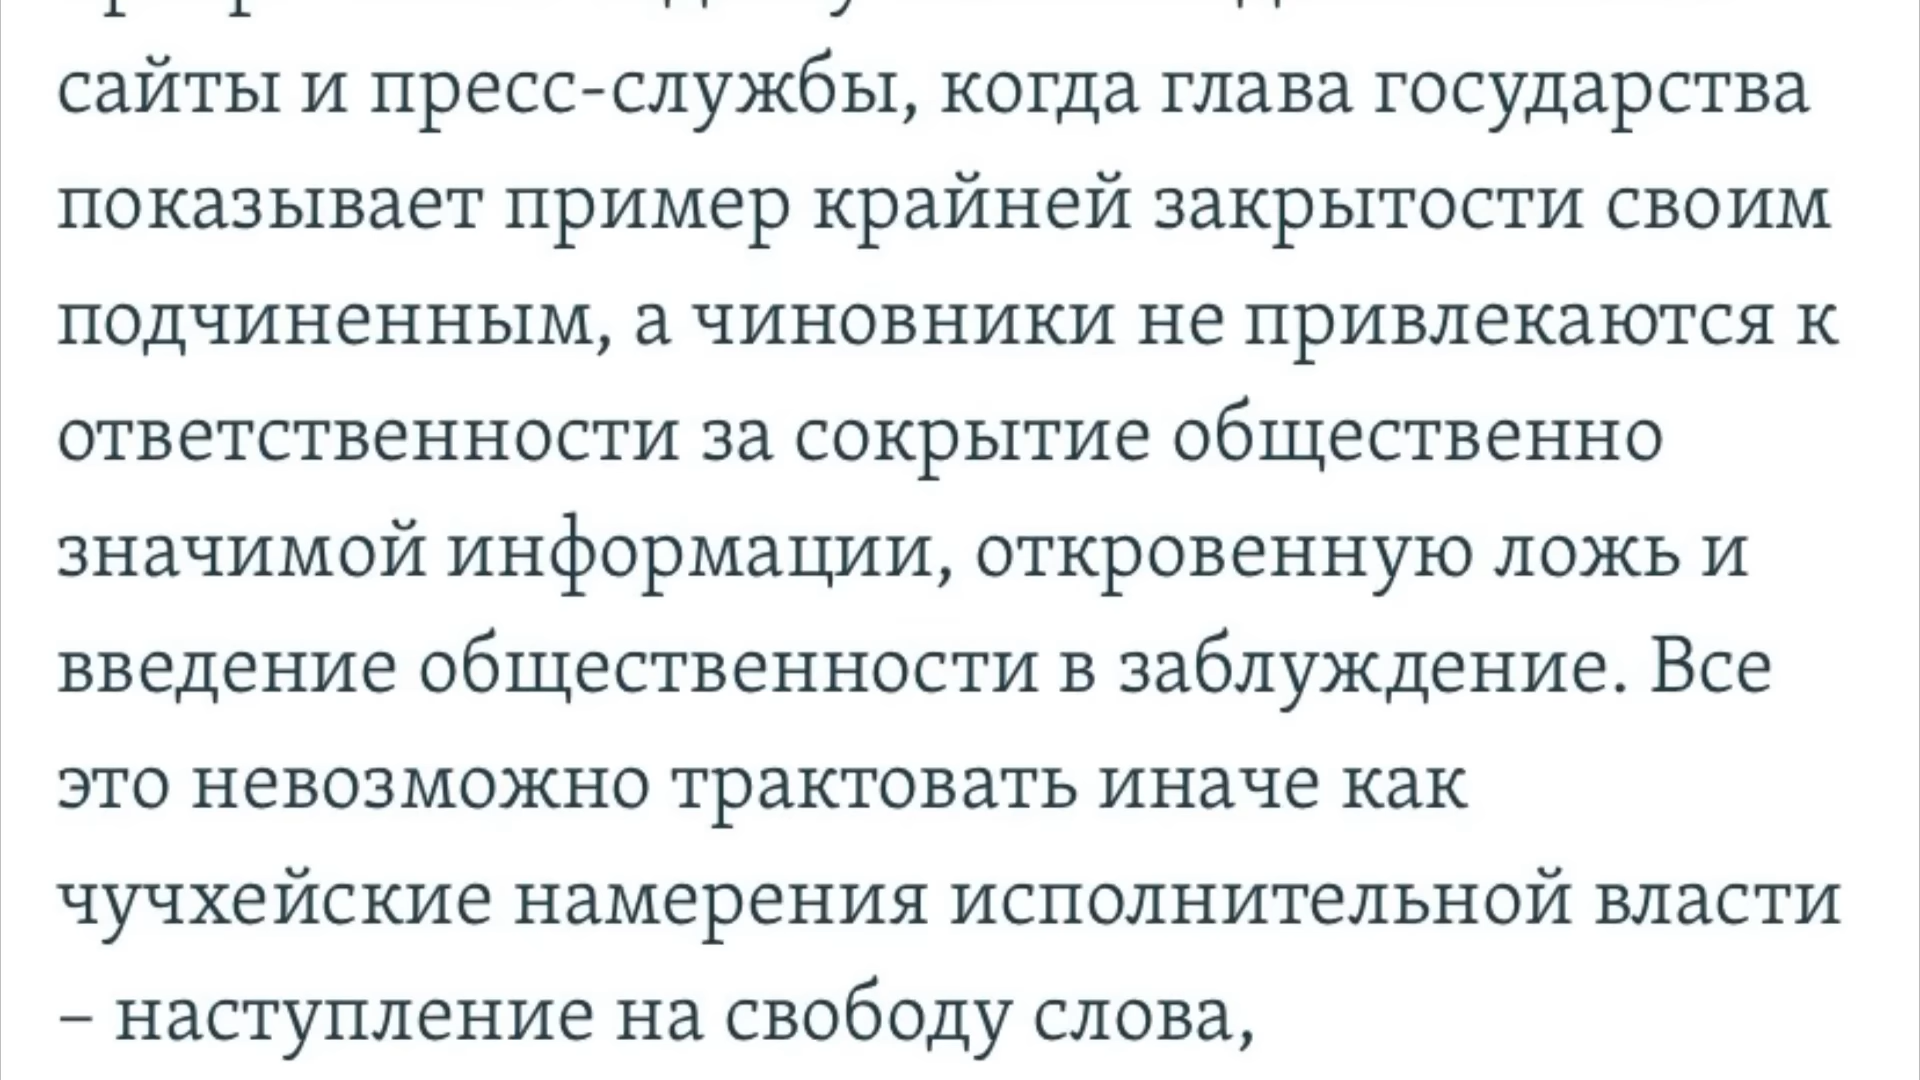 сайты и пресс-службы, когда глава государства
показывает пример крайней закрытости своим
подчиненным, а чиновники не привлекаются к
ответственности за сокрытие общественно
значимой информации, откровенную ложь и
введение общественности в заблуждение. Все
это невозможно трактовать иначе как
чучхейские намерения исполнительной власти
– наступление на свободу слова,